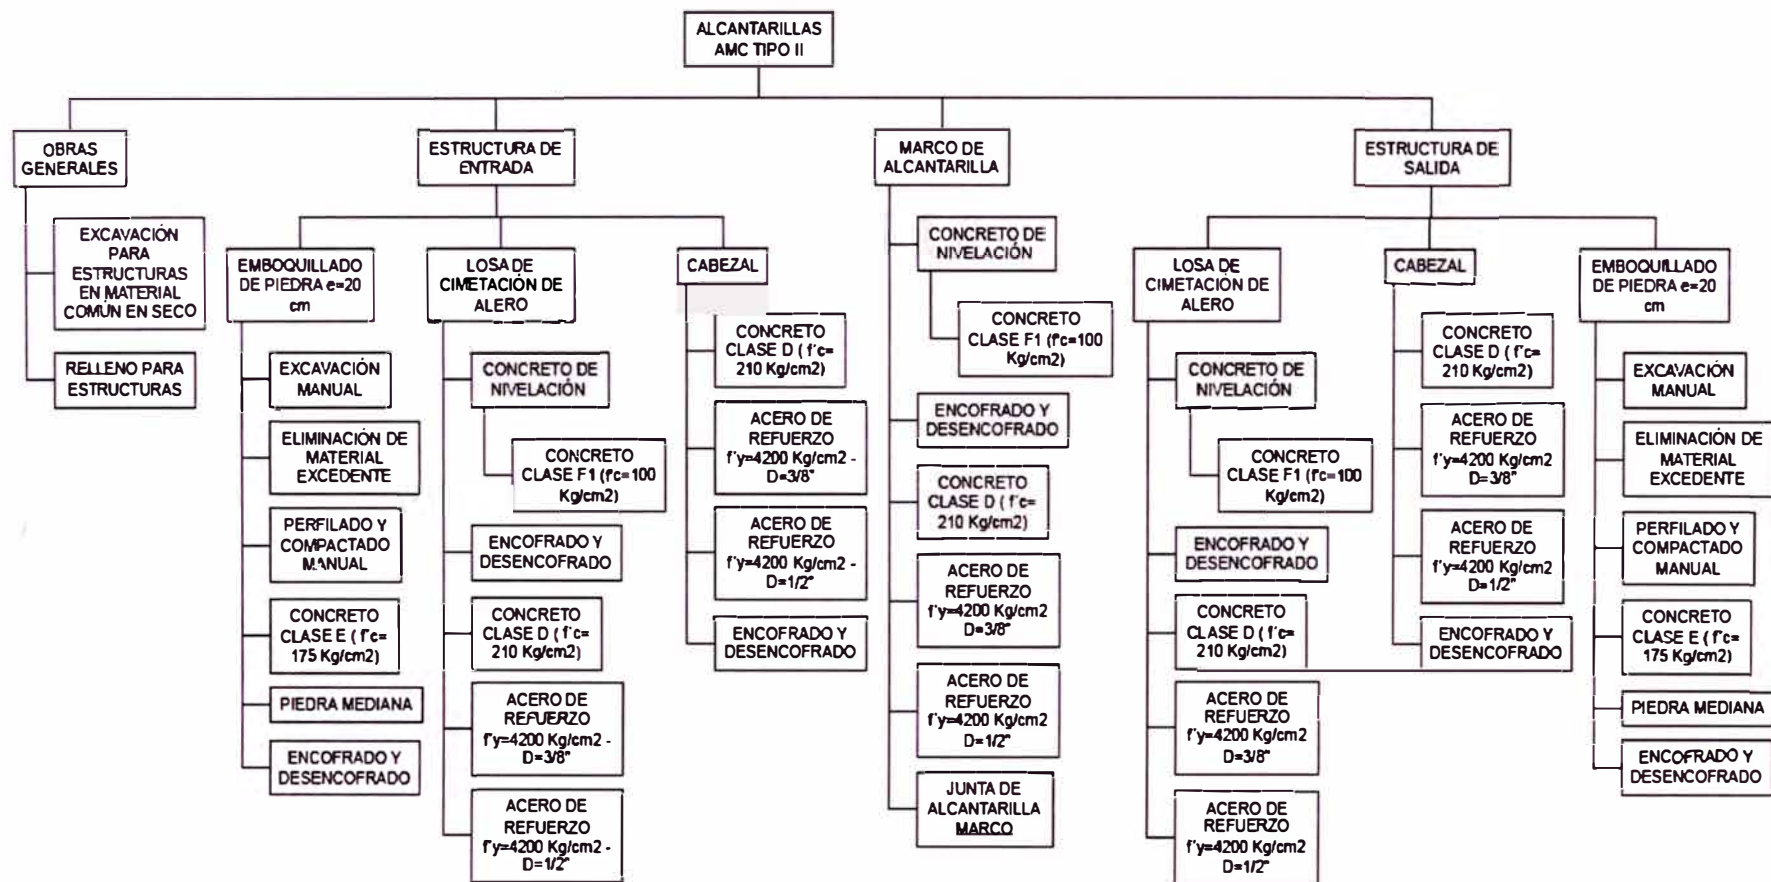 ALCANTARILLAS
AMC TIPO II
OBRAS
GENERALES
EXCAVACIÓN
PARA
ESTRUCTURAS
EN MATERIAL
COMÚN EN SECO
RELLENO PARA
ESTRUCTURAS
ESTRUCTURA DE
ENTRADA
EMBOQUILLADO
DE PIEDRA e=20
cm
EXCAVACIÓN
MANUAL
ELIMINACIÓN DE
MATERIAL
EXCEDENTE
PERFILADO Y
COMPACTADO
MANUAL
CONCRETO
CLASE E ( f'c=
175 Kg/cm2)
PIEDRA MEDIANA
ENCOFRADO Y
DESENCOFRADO
LOSA DE
CIMETACIÓN DE
ALERO
CONCRETO DE
NIVELACIÓN
CONCRETO
CLASE F1 (f'c=100
Kg/cm2)
ENCOFRADO Y
DESENCOFRADO
CONCRETO
CLASE D ( f'c=
210 Kg/cm2)
ACERO DE
REFUERZO
f'y=4200 Kg/cm2 -
D=3/8"
ACERO DE
REFUERZO
f'y=4200 Kg/cm2 -
D=1/2"
CABEZAL
CONCRETO
CLASE D ( f'c=
210 Kg/cm2)
ACERO DE
REFUERZO
f'y=4200 Kg/cm2 -
D=3/8"
ACERO DE
REFUERZO
f'y=4200 Kg/cm2 -
D=1/2"
ENCOFRADO Y
DESENCOFRADO
MARCO DE
ALCANTARILLA
CONCRETO DE
NIVELACIÓN
CONCRETO
CLASE F1 (f'c=100
Kg/cm2)
ENCOFRADO Y
DESENCOFRADO
CONCRETO
CLASE D ( f'c=
210 Kg/cm2)
ACERO DE
REFUERZO
f'y=4200 Kg/cm2
D=3/8"
ACERO DE
REFUERZO
f'y=4200 Kg/cm2
D=1/2"
JUNTA DE
ALCANTARILLA
MARCO
ESTRUCTURA DE
SALIDA
LOSA DE
CIMETACIÓN DE
ALERO
CONCRETO DE
NIVELACIÓN
CONCRETO
CLASE F1 (f'c=100
Kg/cm2)
ENCOFRADO Y
DESENCOFRADO
CONCRETO
CLASE D ( f'c=
210 Kg/cm2)
ACERO DE
REFUERZO
f'y=4200 Kg/cm2
D=3/8"
ACERO DE
REFUERZO
f'y=4200 Kg/cm2
D=1/2"
CABEZAL
CONCRETO
CLASE D ( f'c=
210 Kg/cm2)
ACERO DE
REFUERZO
f'y=4200 Kg/cm2
D=3/8"
ACERO DE
REFUERZO
f'y=4200 Kg/cm2
D=1/2"
ENCOFRADO Y
DESENCOFRADO
EMBOQUILLADO
DE PIEDRA e=20
cm
EXCAVACIÓN
MANUAL
ELIMINACIÓN DE
MATERIAL
EXCEDENTE
PERFILADO Y
COMPACTADO
MANUAL
CONCRETO
CLASE E ( f'c=
175 Kg/cm2)
PIEDRA MEDIANA
ENCOFRADO Y
DESENCOFRADO